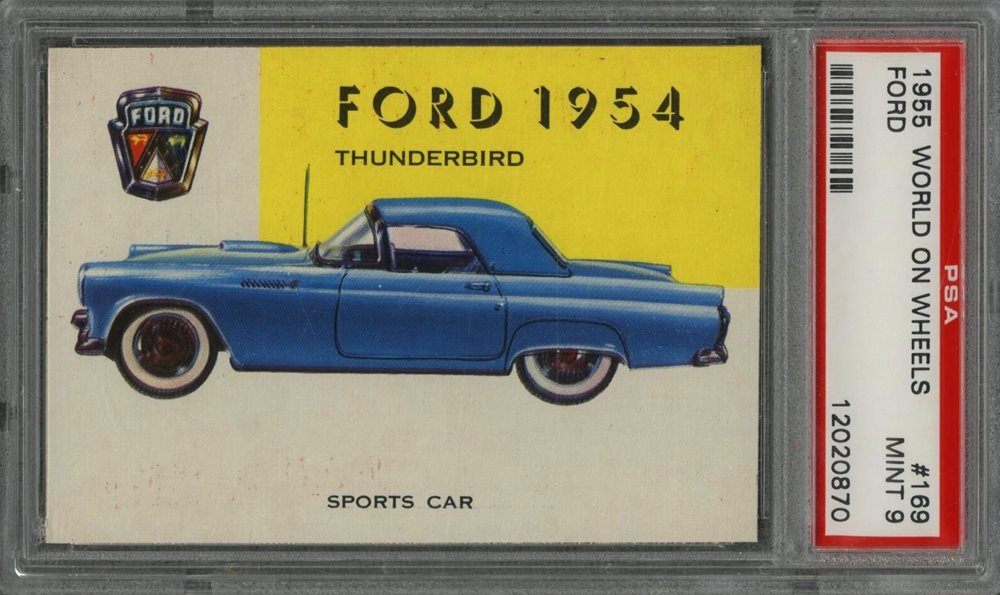 FORD
FORD 1954
THUNDERBIRD
SPORTS CAR
1955 WORLD ON WHEELS #169
FORD MINT 9
12020870
PSA